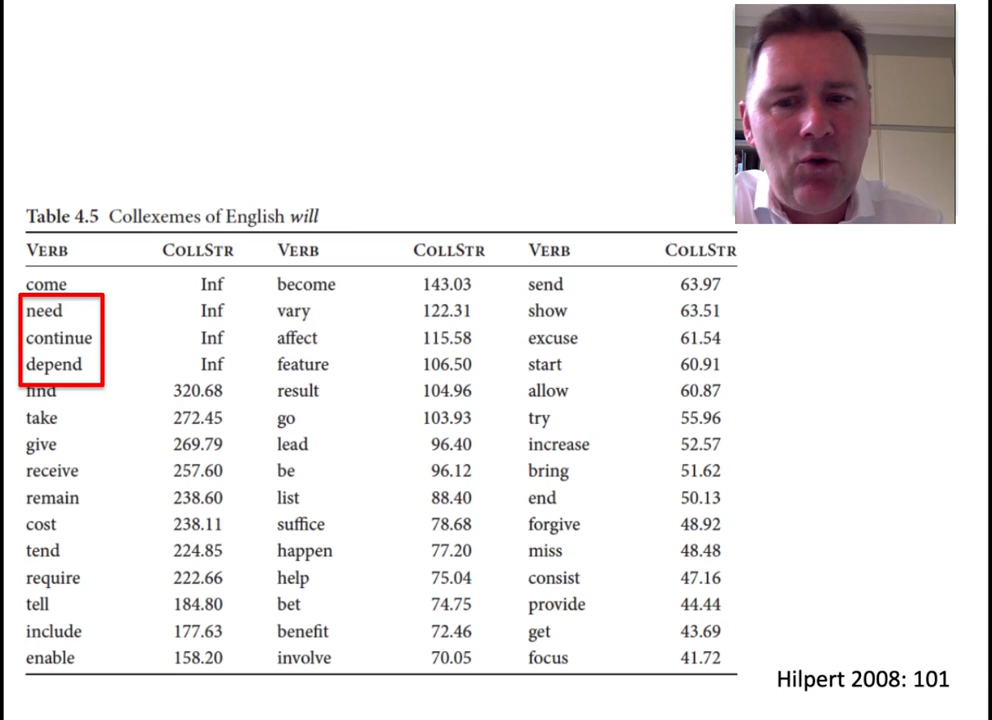 Table 4.5 Collexemes of English will
VERB COLLSTR VERB COLLSTR VERB COLLSTR
come Inf become 143.03 send 63.97
need Inf vary 122.31 show 63.51
continue Inf affect 115.58 excuse 61.54
depend Inf feature 106.50 start 60.91
find 320.68 result 104.96 allow 60.87
take 272.45 go 103.93 try 55.96
give 269.79 lead 96.40 increase 52.57
receive 257.60 be 96.12 bring 51.62
remain 238.60 list 88.40 end 50.13
cost 238.11 suffice 78.68 forgive 48.92
tend 224.85 happen 77.20 miss 48.48
require 222.66 help 75.04 consist 47.16
tell 184.80 bet 74.75 provide 44.44
include 177.63 benefit 72.46 get 43.69
enable 158.20 involve 70.05 focus 41.72
Hilpert 2008: 101